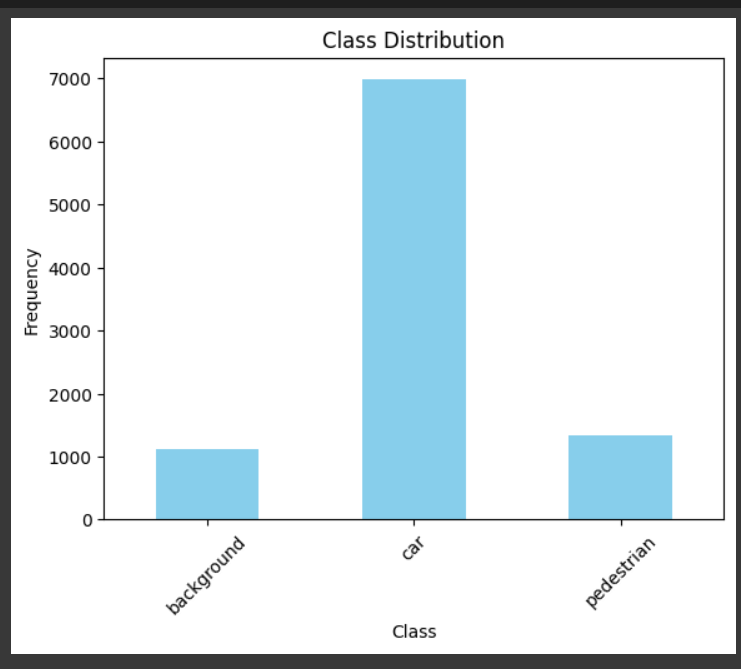 Class Distribution
7000
6000
5000
4000
3000
2000
1000
0
Frequency
background
car
pedestrian
Class